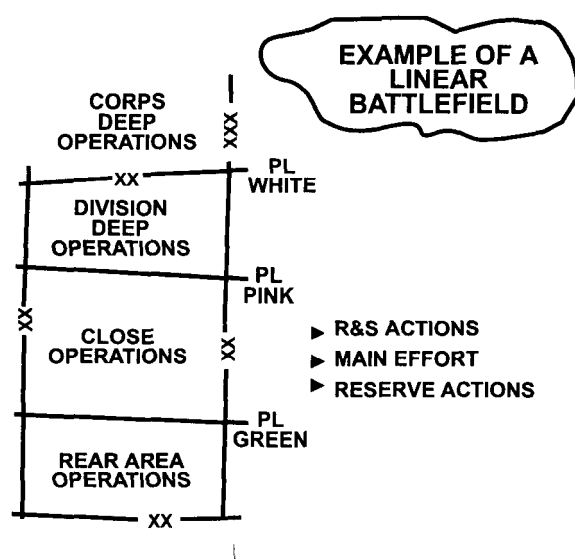 EXAMPLE OF A
LINEAR
BATTLEFIELD
CORPS
DEEP
OPERATIONS
XXX
PL
WHITE
XX
DIVISION
DEEP
OPERATIONS
PL
PINK
XX
CLOSE
OPERATIONS
XX
R&S ACTIONS
MAIN EFFORT
RESERVE ACTIONS
PL
GREEN
REAR AREA
OPERATIONS
XX